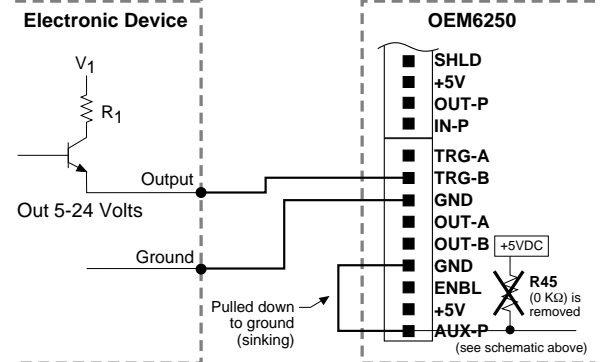 Electronic Device
V1
R1
Output
Out 5-24 Volts
Ground
Pulled down
to ground
(sinking)
OEM6250
SHLD
+5V
OUT-P
IN-P
TRG-A
TRG-B
GND
OUT-A
OUT-B
GND
ENBL
+5V
AUX-P
+5VDC
R45
(0 KΩ) is
removed
(see schematic above)